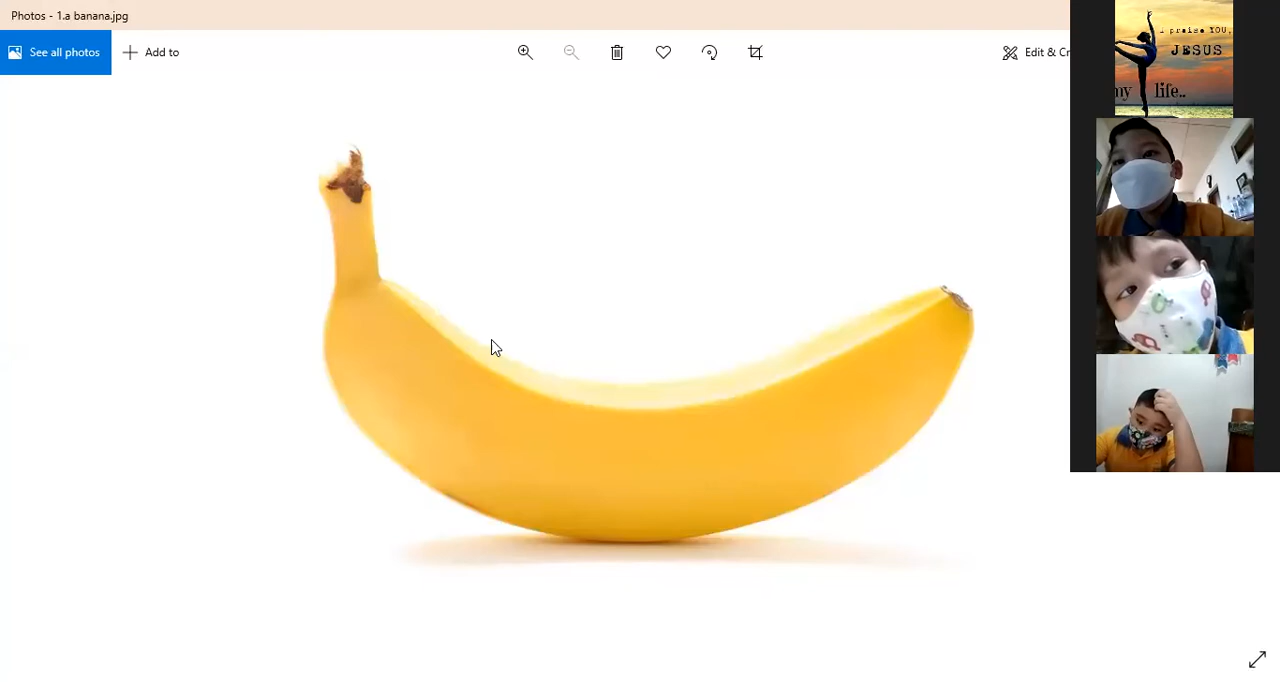 Photos - 1.a banana.jpg
See all photos
Add to
Edit & Cr
i praise YOU,
JESUS
my life..